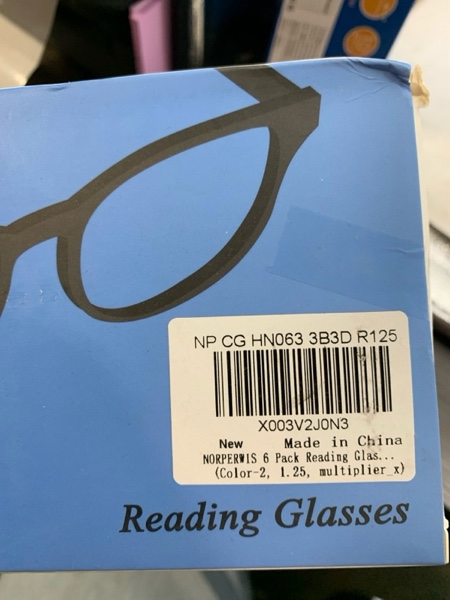 NP CG HN063 3B3D R125
X003V2J0N3
New Made in China
NORPERWIS 6 Pack Reading Glas...
(Color-2, 1.25, multiplier_x)
Reading Glasses